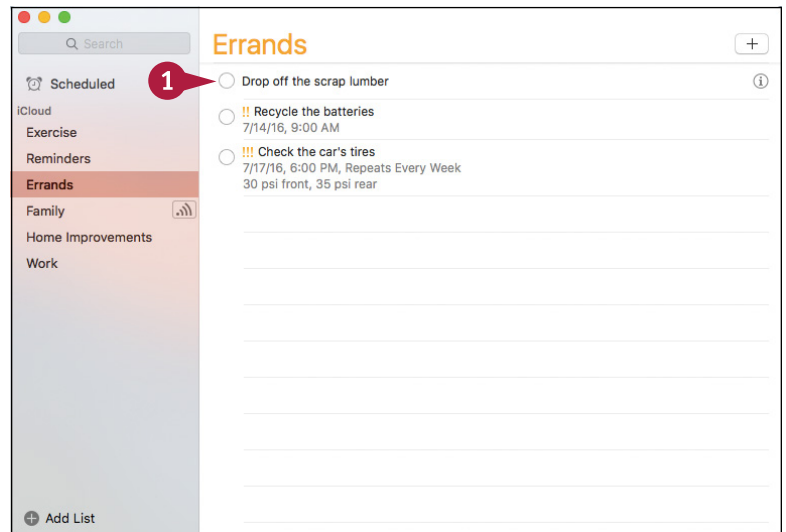 Search
Scheduled
iCloud
Exercise
Reminders
Errands
Family
Home Improvements
Work
Add List
Errands
+
1
Drop off the scrap lumber
i
!! Recycle the batteries
7/14/16, 9:00 AM
!!! Check the car's tires
7/17/16, 6:00 PM, Repeats Every Week
30 psi front, 35 psi rear